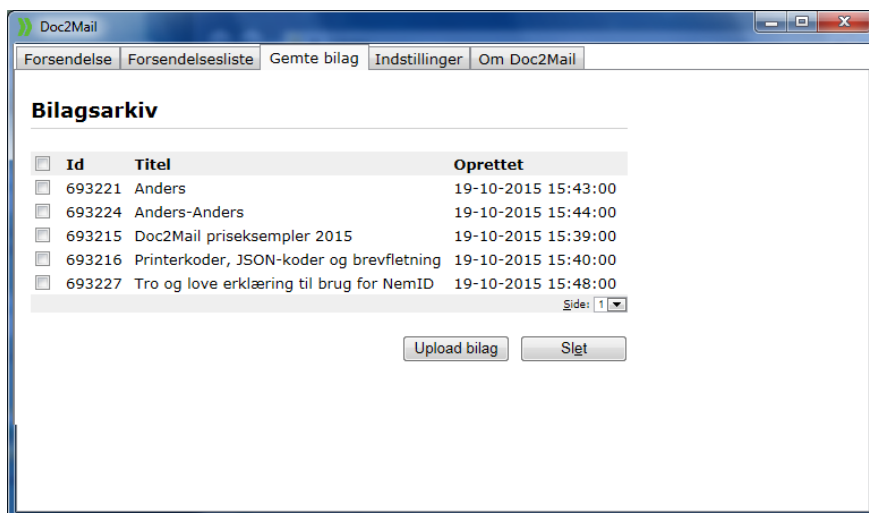 Doc2Mail
Forsendelse Forsendelsesliste Gemte bilag Indstillinger Om Doc2Mail
Bilagsarkiv
Id Titel Oprettet
693221 Anders 19-10-2015 15:43:00
693224 Anders-Anders 19-10-2015 15:44:00
693215 Doc2Mail priseksempler 2015 19-10-2015 15:39:00
693216 Printerkoder, JSON-koder og brevfletning 19-10-2015 15:40:00
693227 Tro og love erklæring til brug for NemID 19-10-2015 15:48:00
Side: 1
Upload bilag Slet